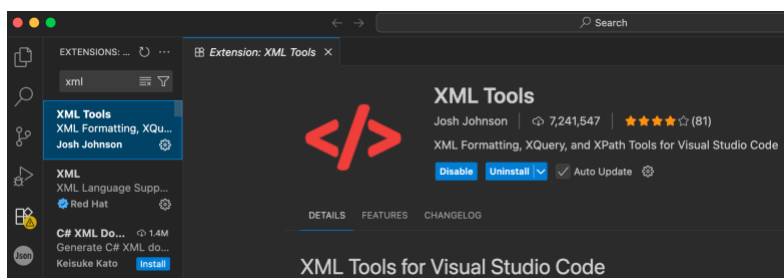 Search
EXTENSIONS: ...
Extension: XML Tools
xml
XML Tools
XML Formatting, XQu...
Josh Johnson
XML
XML Language Supp...
Red Hat
C# XML Do... 1.4M
Generate C# XML do...
Keisuke Kato Install
Json
XML Tools
Josh Johnson 7,241,547 (81)
XML Formatting, XQuery, and XPath Tools for Visual Studio Code
Disable Uninstall Auto Update
DETAILS FEATURES CHANGELOG
XML Tools for Visual Studio Code